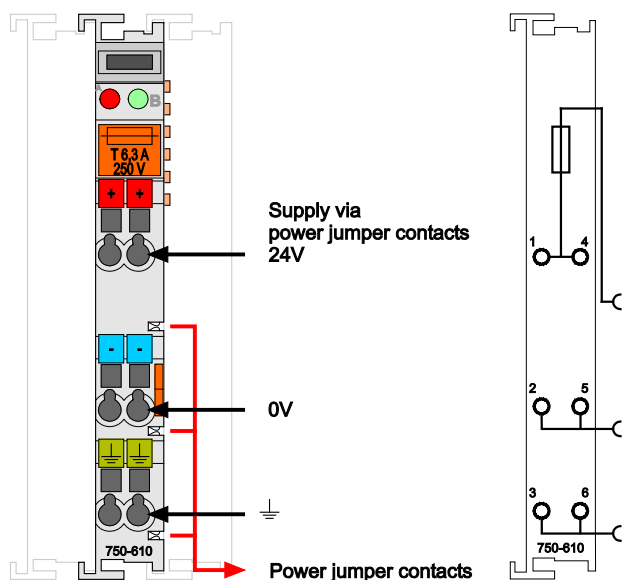 A
B
T 6,3 A
250 V
+ +
Supply via
power jumper contacts
24V
- -
0V
750-610
Power jumper contacts
1 4
2 5
3 6
750-610